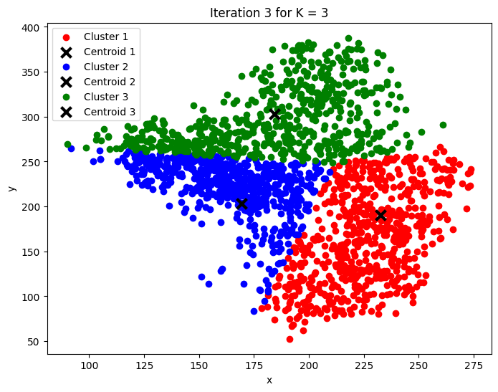 Iteration 3 for K = 3
Cluster 1
Centroid 1
Cluster 2
Centroid 2
Cluster 3
Centroid 3
400
350
300
250
200
150
100
50
y
100 125 150 175 200 225 250 275
x